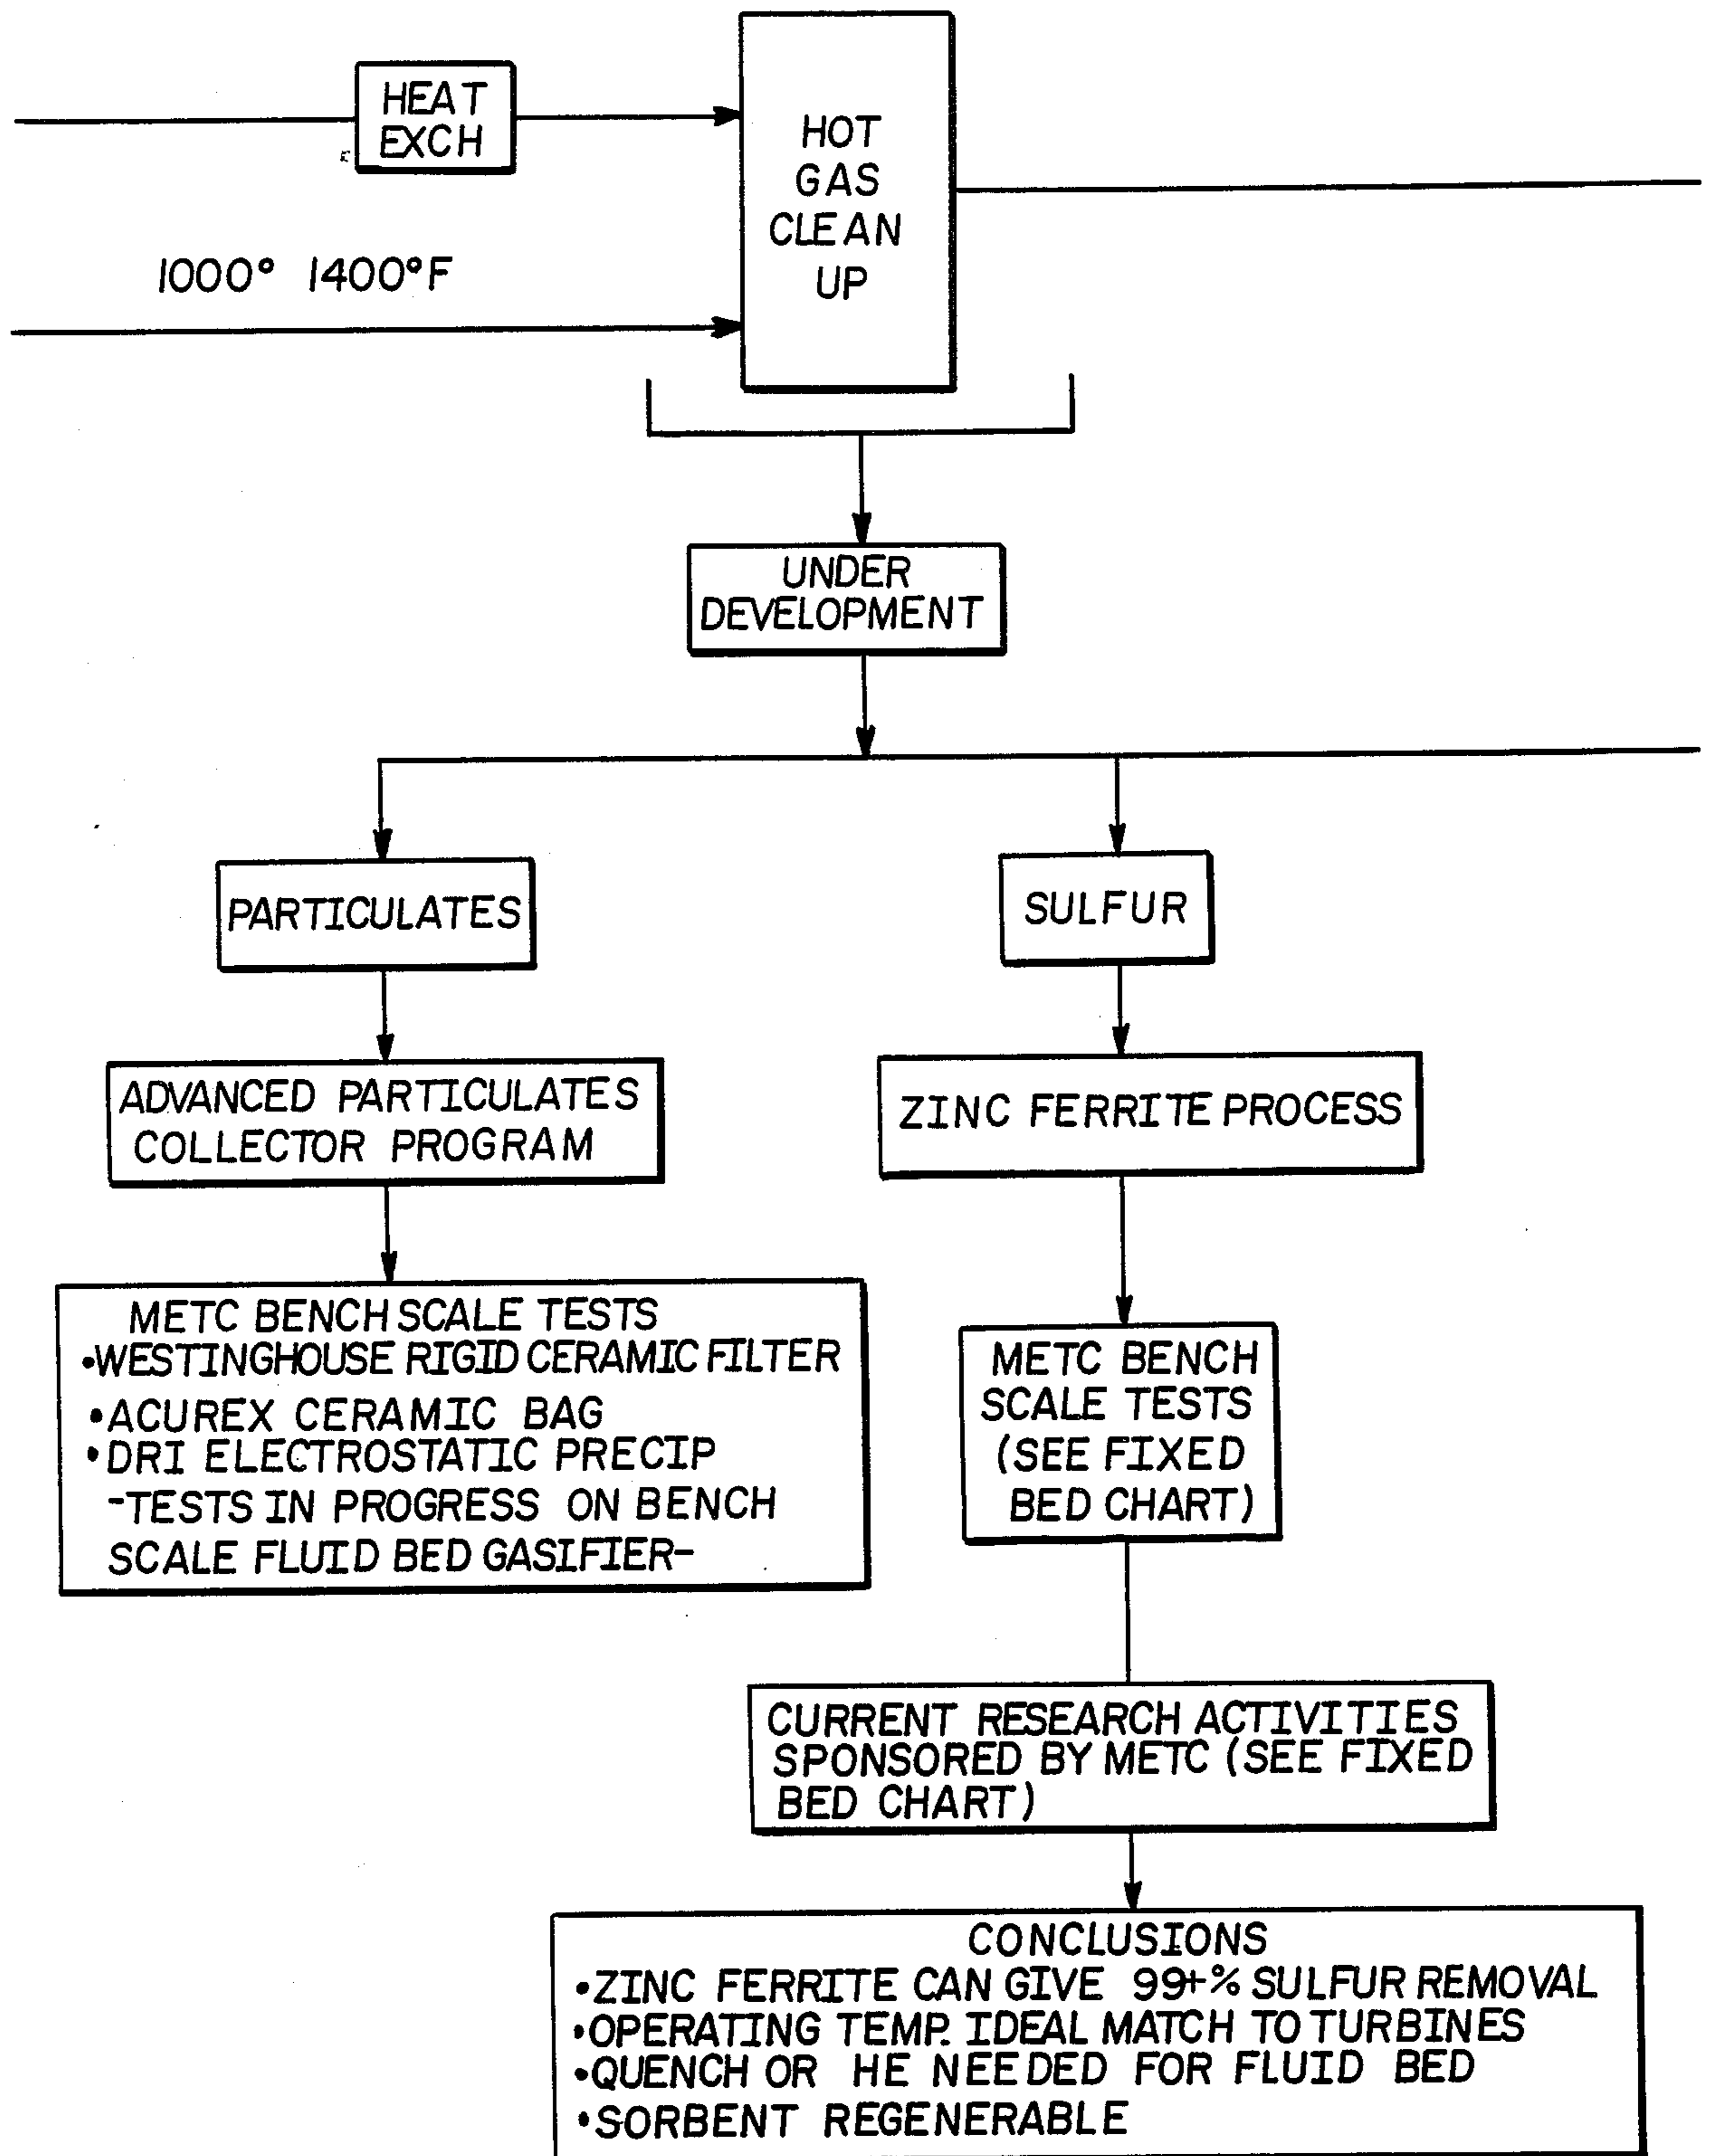 HEAT
EXCH
HOT
GAS
CLEAN
UP
1000° 1400°F
UNDER
DEVELOPMENT
PARTICULATES
SULFUR
ADVANCED PARTICULATES
COLLECTOR PROGRAM
ZINC FERRITE PROCESS
METC BENCH SCALE TESTS
•WESTINGHOUSE RIGID CERAMIC FILTER
•ACUREX CERAMIC BAG
•DRI ELECTROSTATIC PRECIP
-TESTS IN PROGRESS ON BENCH
SCALE FLUID BED GASIFIER-
METC BENCH
SCALE TESTS
(SEE FIXED
BED CHART)
CURRENT RESEARCH ACTIVITIES
SPONSORED BY METC (SEE FIXED
BED CHART)
CONCLUSIONS
•ZINC FERRITE CAN GIVE 99+% SULFUR REMOVAL
•OPERATING TEMP. IDEAL MATCH TO TURBINES
•QUENCH OR HE NEEDED FOR FLUID BED
•SORBENT REGENERABLE